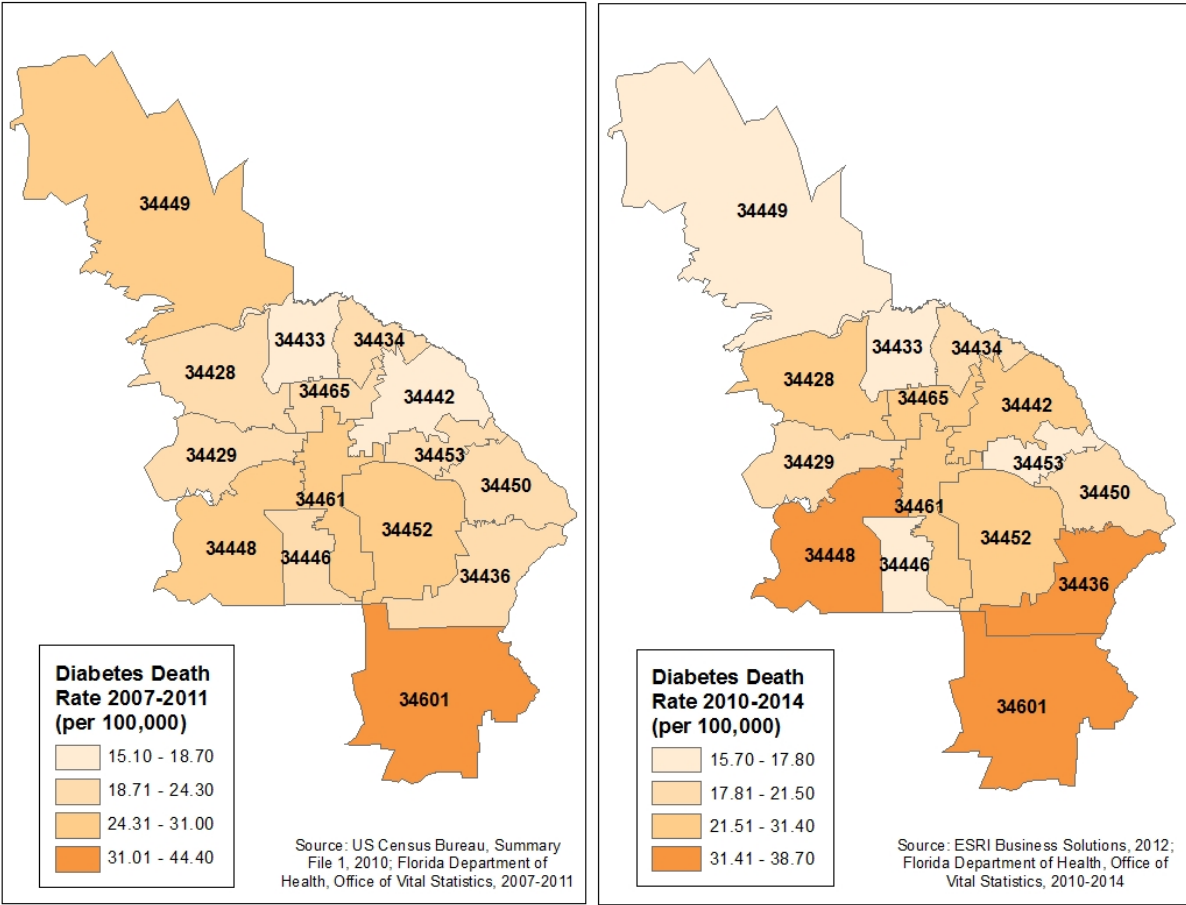 34449
34433
34434
34428
34465
34442
34429
34453
34450
34461
34452
34448
34446
34436
34601
Diabetes Death
Rate 2007-2011
(per 100,000)
15.10 - 18.70
18.71 - 24.30
24.31 - 31.00
31.01 - 44.40
Source: US Census Bureau, Summary
File 1, 2010; Florida Department of
Health, Office of Vital Statistics, 2007-2011
34449
34433
34434
34428
34465
34442
34429
34453
34450
34461
34452
34448
34446
34436
34601
Diabetes Death
Rate 2010-2014
(per 100,000)
15.70 - 17.80
17.81 - 21.50
21.51 - 31.40
31.41 - 38.70
Source: ESRI Business Solutions, 2012;
Florida Department of Health, Office of
Vital Statistics, 2010-2014